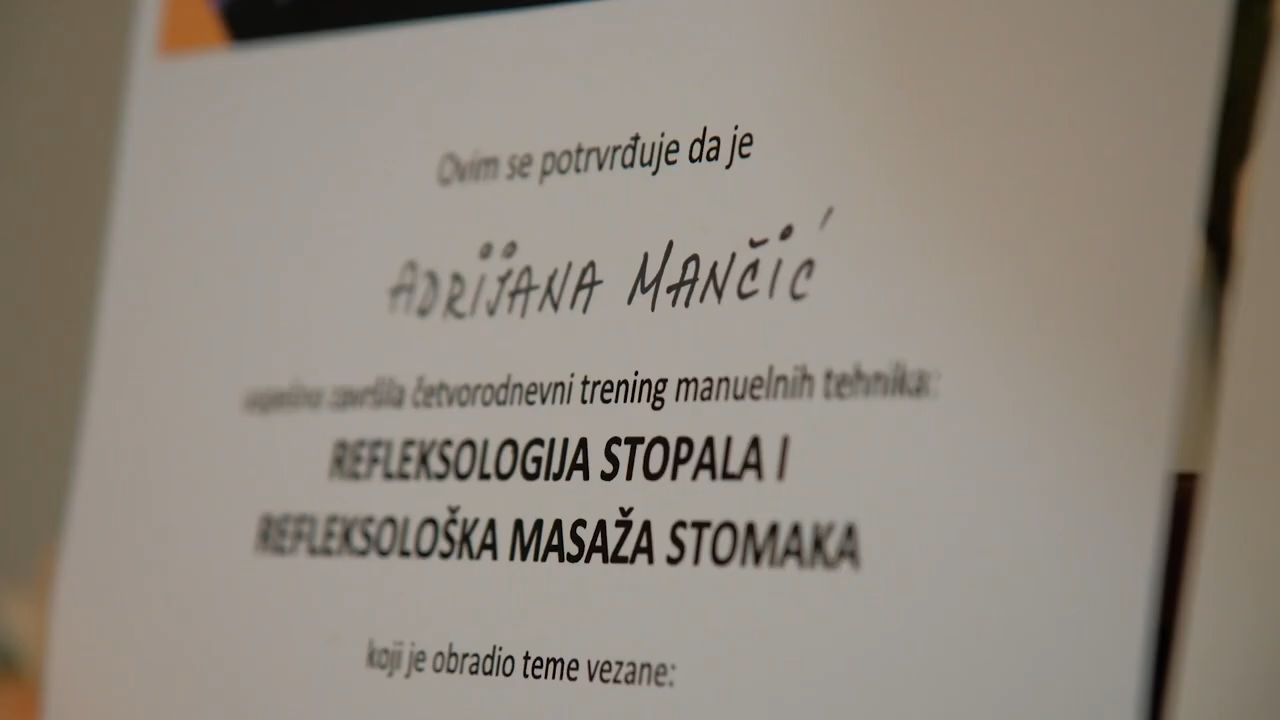 Ovim se potrvrđuje da je
ADRIJANA MANČIĆ
uspešno završila četvorodnevni trening manuelnih tehnika:
REFLEKSOLOGIJA STOPALA I
REFLEKSOLOŠKA MASAŽA STOMAKA
koji je obradio teme vezane: